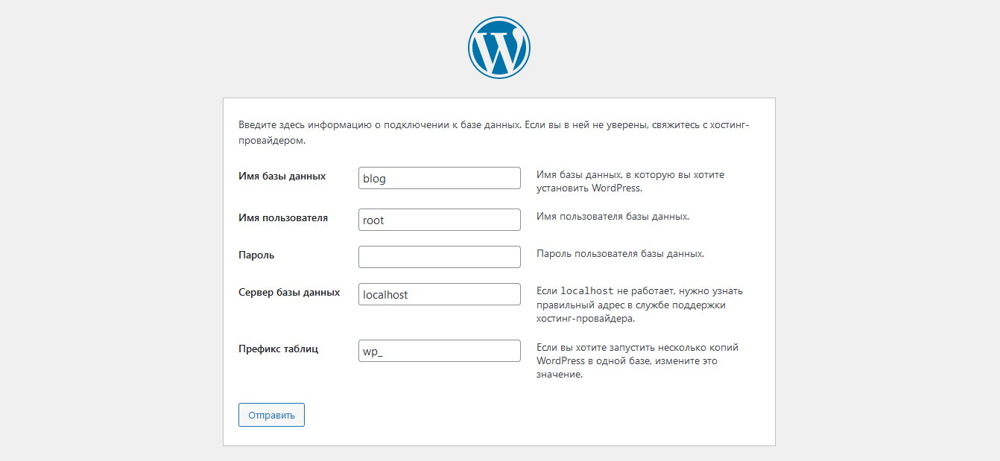 Введите здесь информацию о подключении к базе данных. Если вы в ней не уверены, свяжитесь с хостинг-
провайдером.
Имя базы данных
blog
Имя базы данных, в которую вы хотите
установить WordPress.
Имя пользователя
root
Имя пользователя базы данных.
Пароль
Пароль пользователя базы данных.
Сервер базы данных
localhost
Если localhost не работает, нужно узнать
правильный адрес в службе поддержки
хостинг-провайдера.
Префикс таблиц
wp_
Если вы хотите запустить несколько копий
WordPress в одной базе, измените это
значение.
Отправить